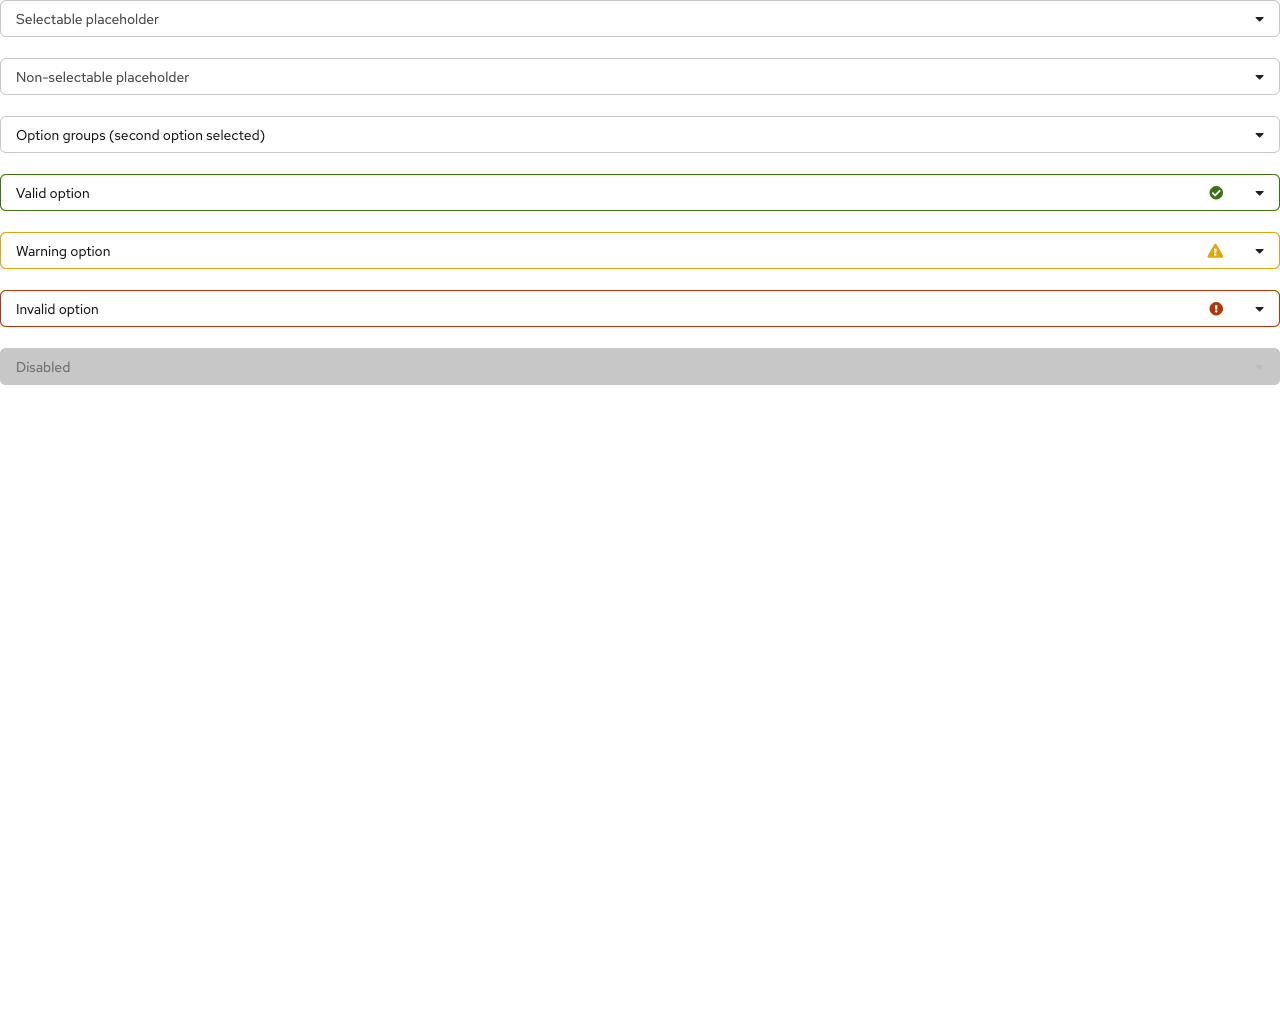 Selectable placeholder
Non-selectable placeholder
Option groups (second option selected)
Valid option
Warning option
Invalid option
Disabled